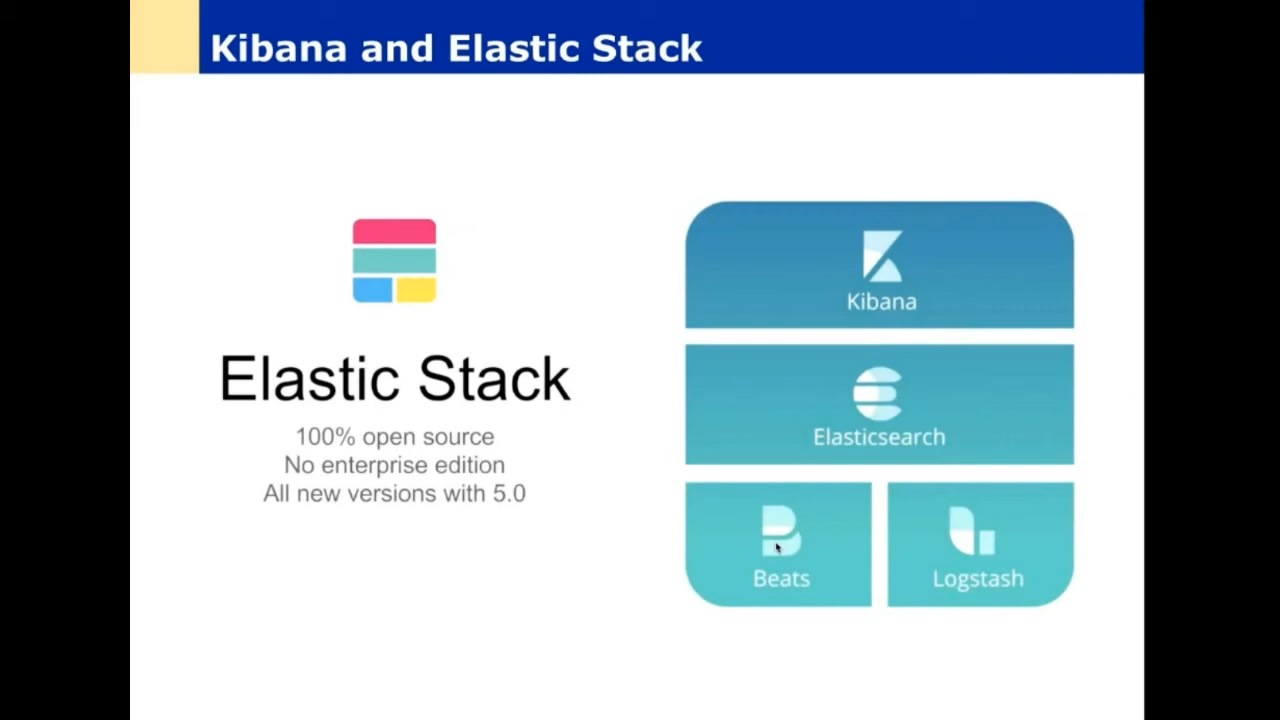 Kibana and Elastic Stack
Elastic Stack
100% open source
No enterprise edition
All new versions with 5.0
Kibana
Elasticsearch
Beats
Logstash